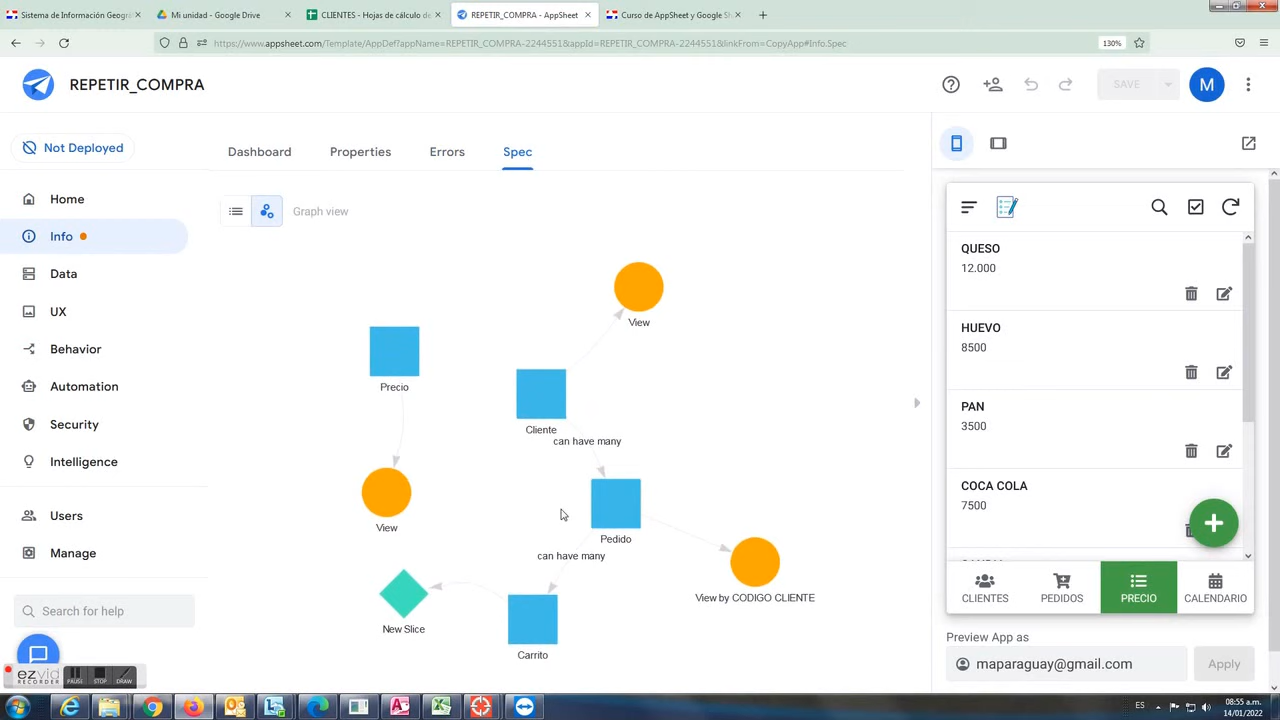 Sistema de Información Geográ
Mi unidad - Google Drive
CLIENTES - Hojas de cálculo de
REPETIR_COMPRA - AppSheet
Curso de AppSheet y Google Sh
https://www.appsheet.com/Template/AppDef?appName=REPETIR_COMPRA-2244551&appId=REPETIR_COMPRA-2244551&linkFrom=CopyApp#Info.Spec
130%
REPETIR_COMPRA
SAVE
M
Not Deployed
Home
Info
Data
UX
Behavior
Automation
Security
Intelligence
Users
Manage
Search for help
Dashboard
Properties
Errors
Spec
Graph view
View
Precio
Cliente
can have many
View
Pedido
can have many
View by CODIGO CLIENTE
New Slice
Carrito
QUESO
12.000
HUEVO
8500
PAN
3500
COCA COLA
7500
CLIENTES
PEDIDOS
PRECIO
CALENDARIO
Preview App as
maparaguay@gmail.com
Apply
ezvid
RECORDER
PAUSE
STOP
DRAW
ES
08:55 a.m.
14/01/2022